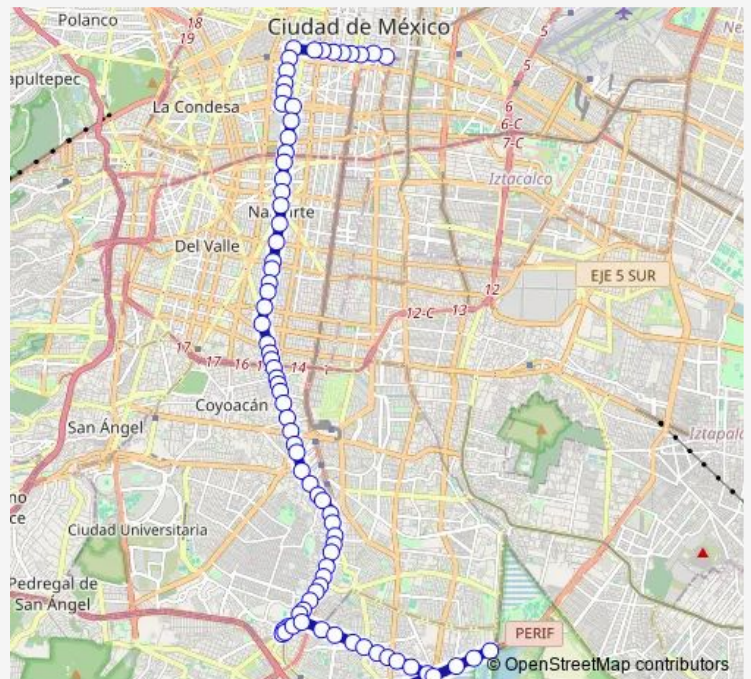 Polanco
18
19
Ciudad de México
apultepec
La Condesa
5
5
6
6-C
7-C
Iztacalco
Del Valle
EJE 5 SUR
12
12-C
13
17
17
16
14
1
Coyoacán
San Ángel
Iztapala
no
ce
Ciudad Universitaria
Pedregal de
San Ángel
PERIF
© OpenStreetMap contributors